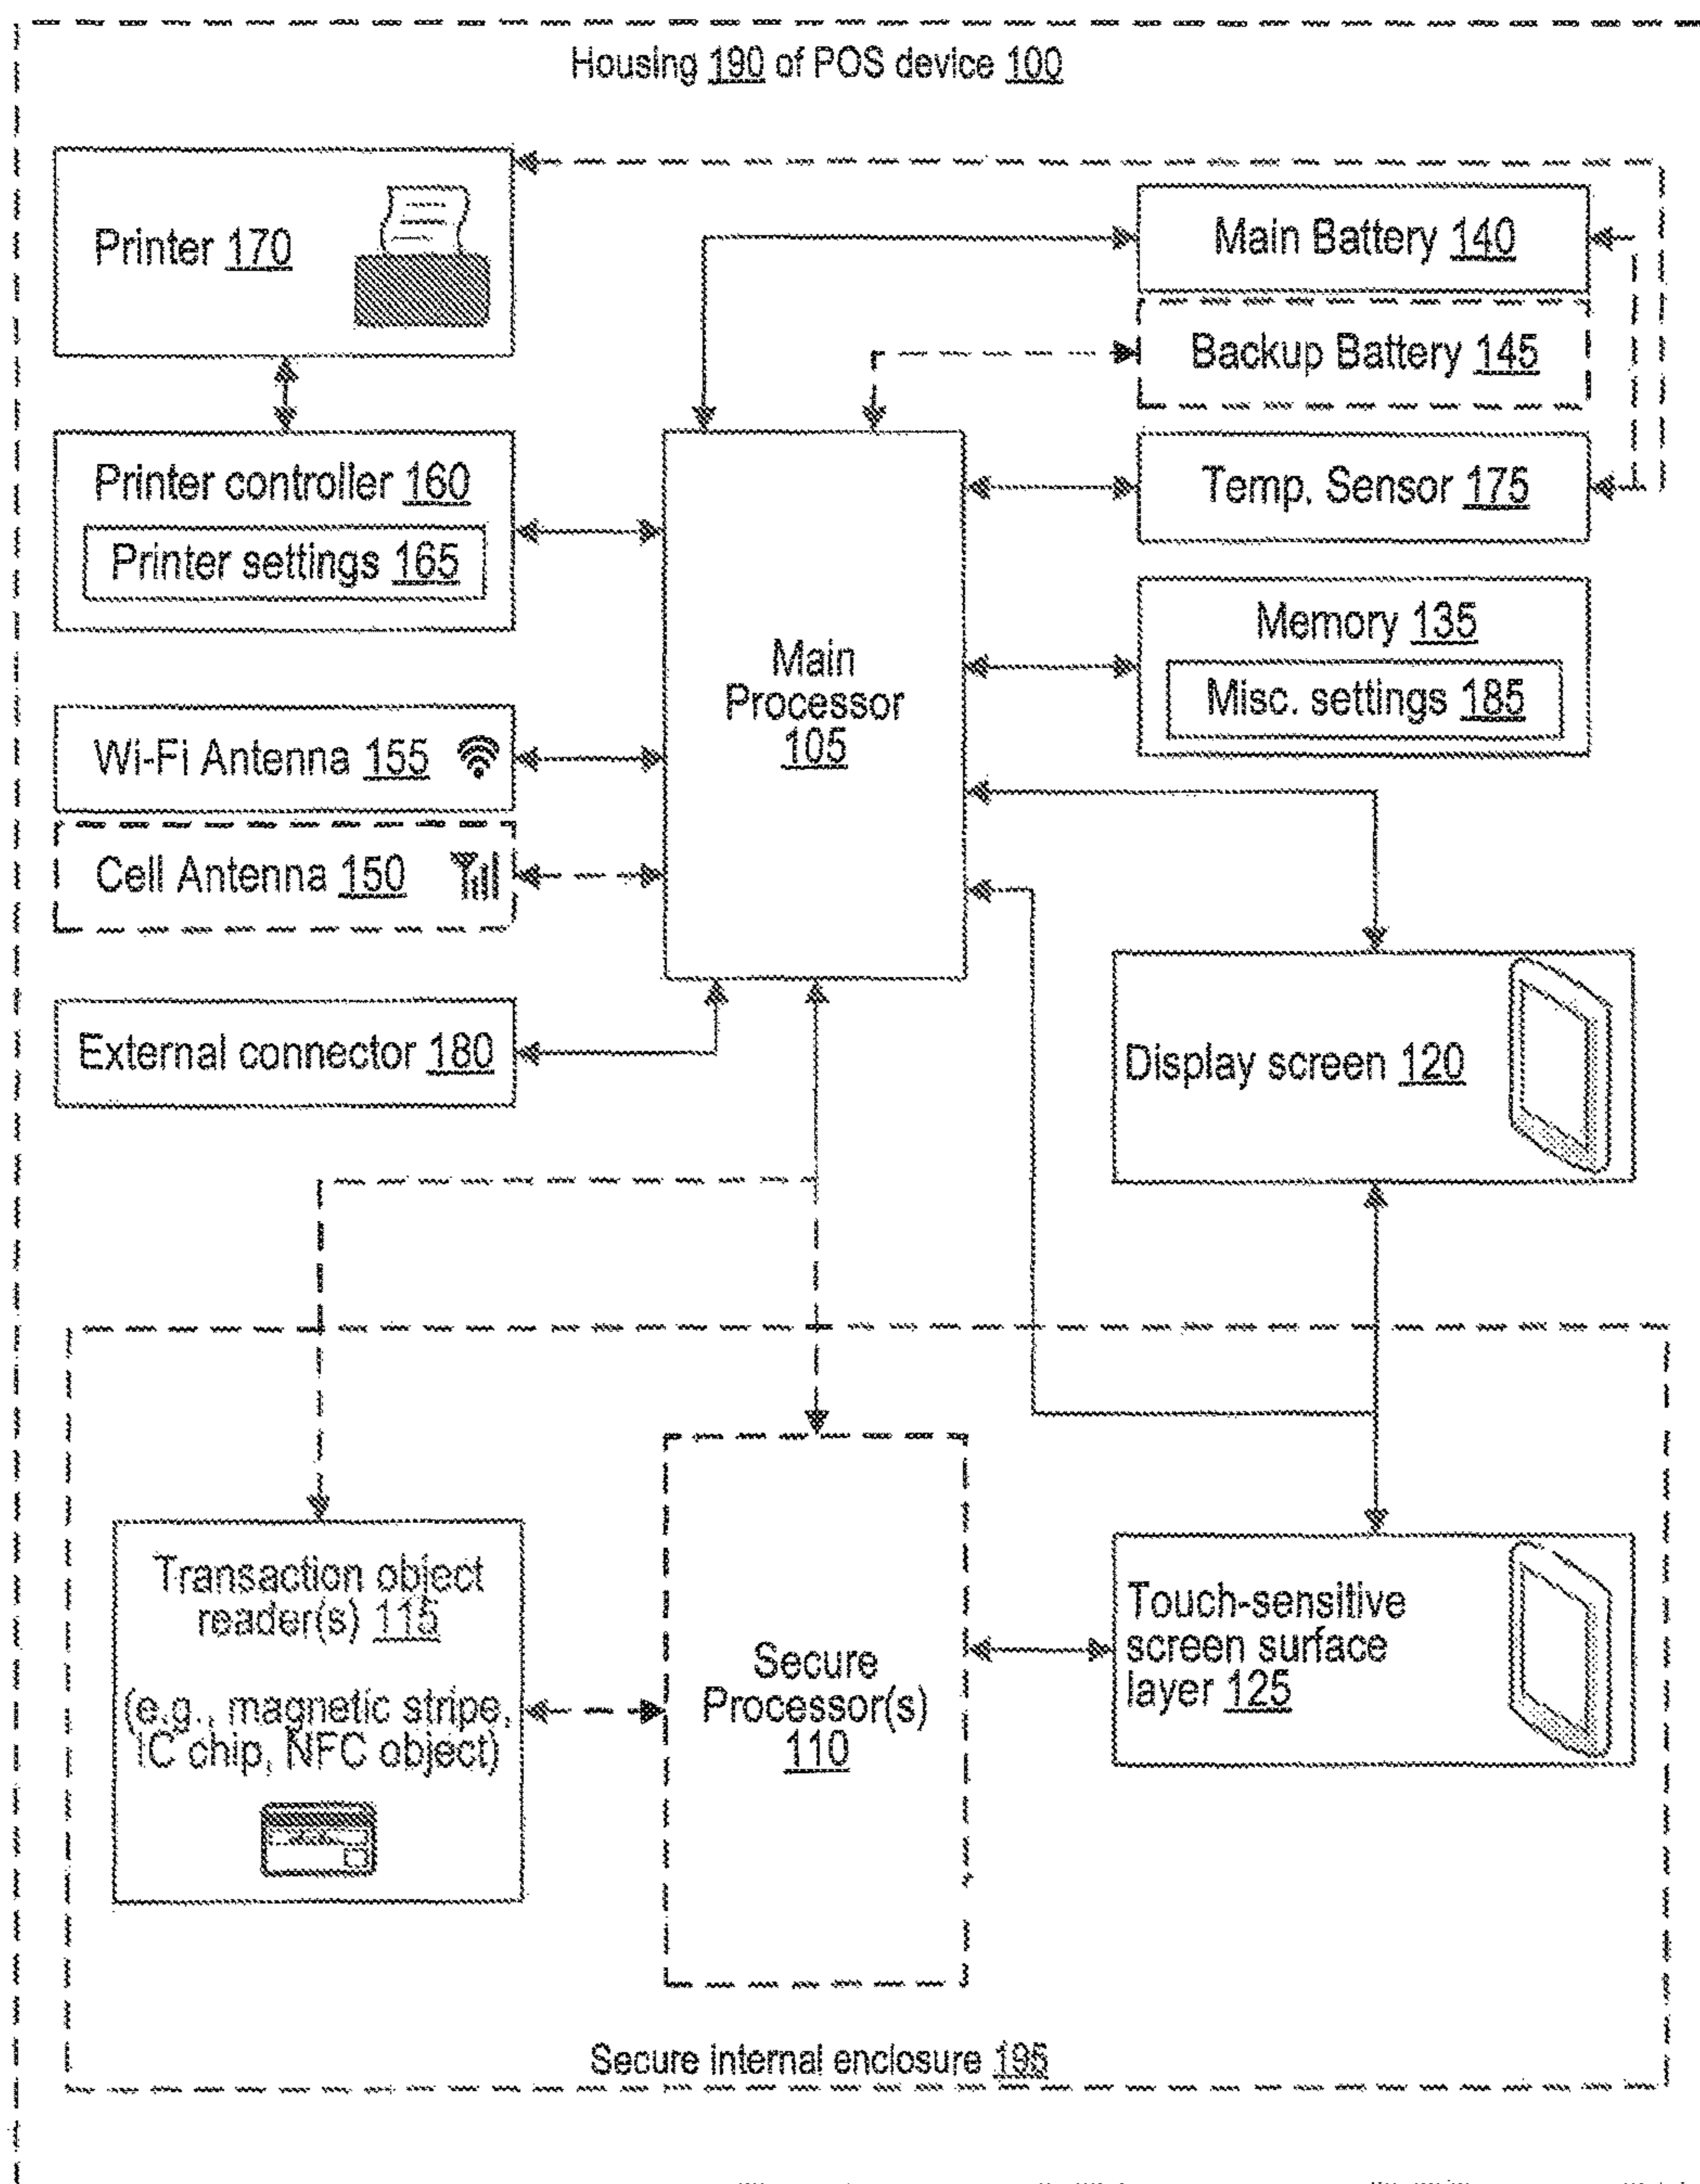 Housing 190 of POS device 100
Printer 170
Main Battery 140
Backup Battery 145
Printer controller 160
Printer settings 165
Temp. Sensor 175
Memory 135
Misc. settings 185
Main
Processor
105
Wi-Fi Antenna 155
Cell Antenna 150
External connector 180
Display screen 120
Transaction object
reader(s) 115
(e.g., magnetic stripe,
IC chip, NFC object)
Secure
Processor(s)
110
Touch-sensitive
screen surface
layer 125
Secure internal enclosure 195